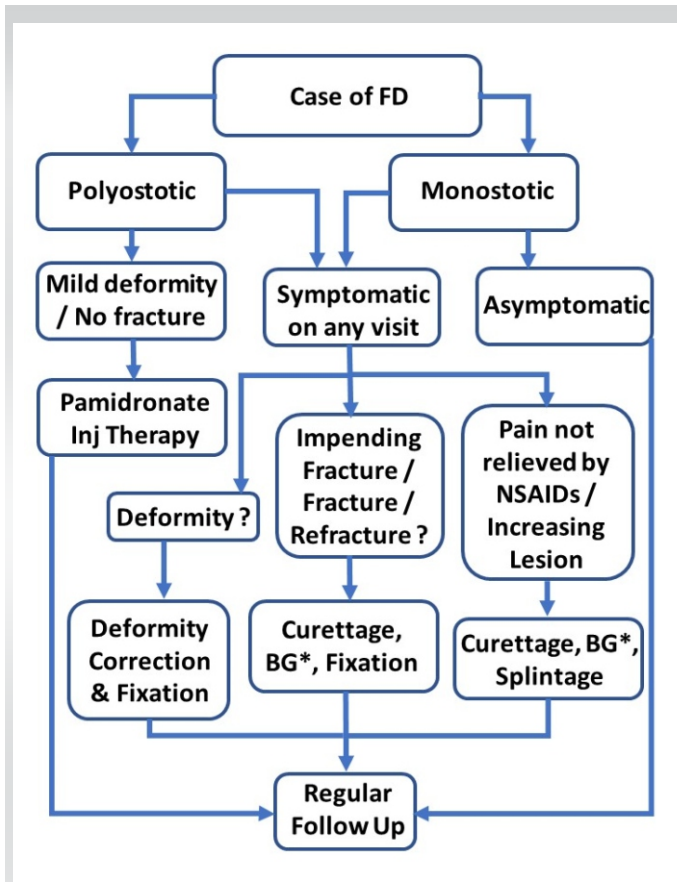 Case of FD
Polyostotic
Monostotic
Mild deformity
/ No fracture
Symptomatic
on any visit
Asymptomatic
Pamidronate
Inj Therapy
Deformity ?
Impending
Fracture /
Fracture /
Refracture ?
Pain not
relieved by
NSAIDs /
Increasing
Lesion
Deformity
Correction
& Fixation
Curettage,
BG*, Fixation
Curettage, BG*,
Splintage
Regular
Follow Up